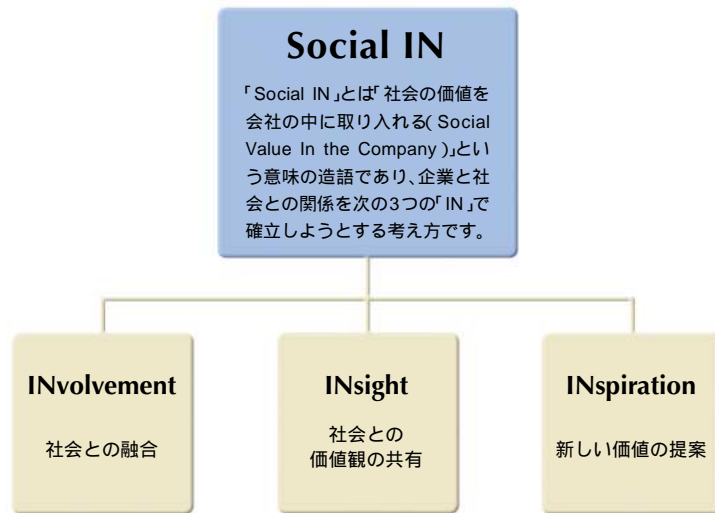 Social IN
「Social IN」とは「社会の価値を
会社の中に取り入れる(Social
Value In the Company)」とい
う意味の造語であり、企業と社
会との関係を次の3つの「IN」で
確立しようとする考え方です。
INvolvement
社会との融合
INsight
社会との
価値観の共有
INspiration
新しい価値の提案